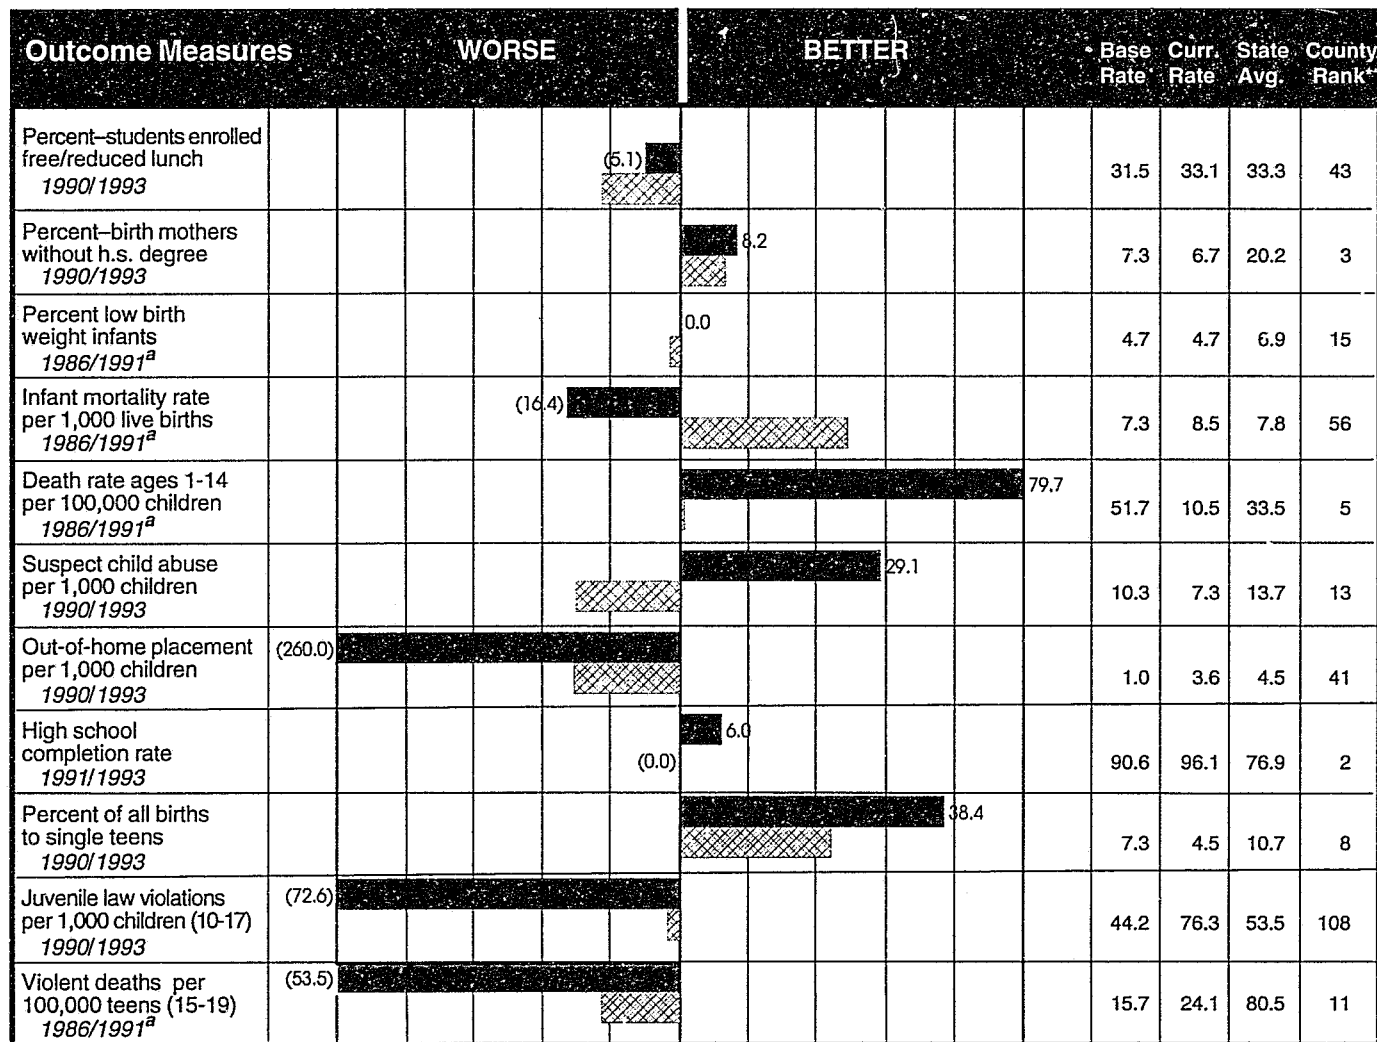 Outcome Measures WORSE BETTER Base Rate Curr. Rate State Avg. County Rank*
Percent–students enrolled
free/reduced lunch
1990/1993
(5.1)
31.5 33.1 33.3 43
Percent–birth mothers
without h.s. degree
1990/1993
8.2
7.3 6.7 20.2 3
Percent low birth
weight infants
1986/1991a
0.0
4.7 4.7 6.9 15
Infant mortality rate
per 1,000 live births
1986/1991a
(16.4)
7.3 8.5 7.8 56
Death rate ages 1-14
per 100,000 children
1986/1991a
79.7
51.7 10.5 33.5 5
Suspect child abuse
per 1,000 children
1990/1993
29.1
10.3 7.3 13.7 13
Out-of-home placement
per 1,000 children
1990/1993
(260.0)
1.0 3.6 4.5 41
High school
completion rate
1991/1993
6.0
(0.0)
90.6 96.1 76.9 2
Percent of all births
to single teens
1990/1993
38.4
7.3 4.5 10.7 8
Juvenile law violations
per 1,000 children (10-17)
1990/1993
(72.6)
44.2 76.3 53.5 108
Violent deaths per
100,000 teens (15-19)
1986/1991a
(53.5)
15.7 24.1 80.5 11